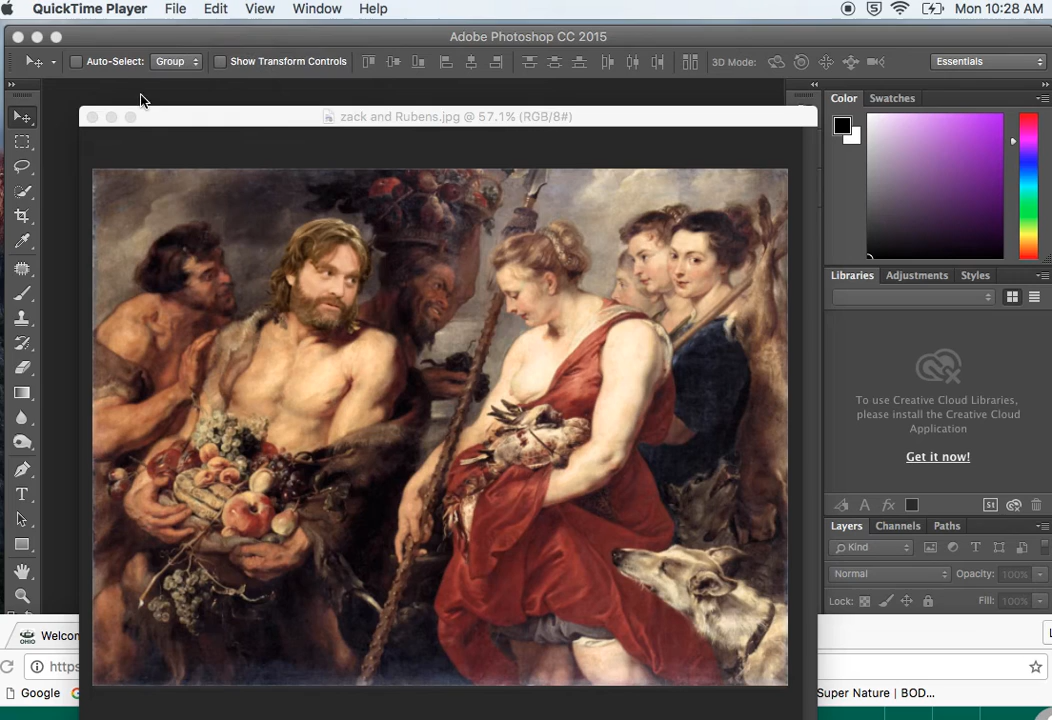 QuickTime Player File Edit View Window Help Mon 10:28 AM
Adobe Photoshop CC 2015
Auto-Select: Group Show Transform Controls 3D Mode: Essentials
Color Swatches
zack and Rubens.jpg @ 57.1% (RGB/8#)
Libraries Adjustments Styles
To use Creative Cloud Libraries,
please install the Creative Cloud
Application
Get it now!
Layers Channels Paths
Kind
Normal Opacity: 100%
Lock: Fill: 100%
OHIO Welcon
https
Google Super Nature | BOD...